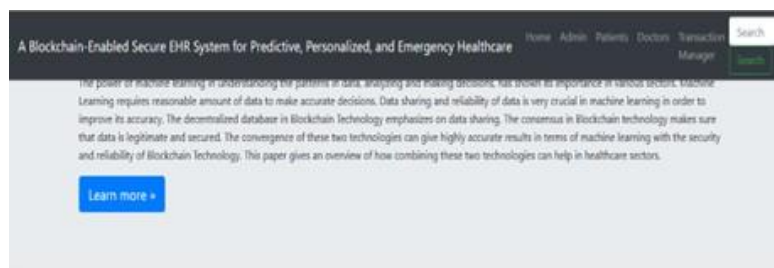 A Blockchain-Enabled Secure EHR System for Predictive, Personalized, and Emergency Healthcare
Home Admin Patients Doctors Transaction Manager
Search
Search
The power of machine learning in understanding the patterns in data, analyzing and making decisions, has shown its importance in various sectors. Machine
Learning requires reasonable amount of data to make accurate decisions. Data sharing and reliability of data is very crucial in machine learning in order to
improve its accuracy. The decentralized database in Blockchain Technology emphasizes on data sharing. The consensus in Blockchain technology makes sure
that data is legitimate and secured. The convergence of these two technologies can give highly accurate results in terms of machine learning with the security
and reliability of Blockchain Technology. This paper gives an overview of how combining these two technologies can help in healthcare sectors.
Learn more »